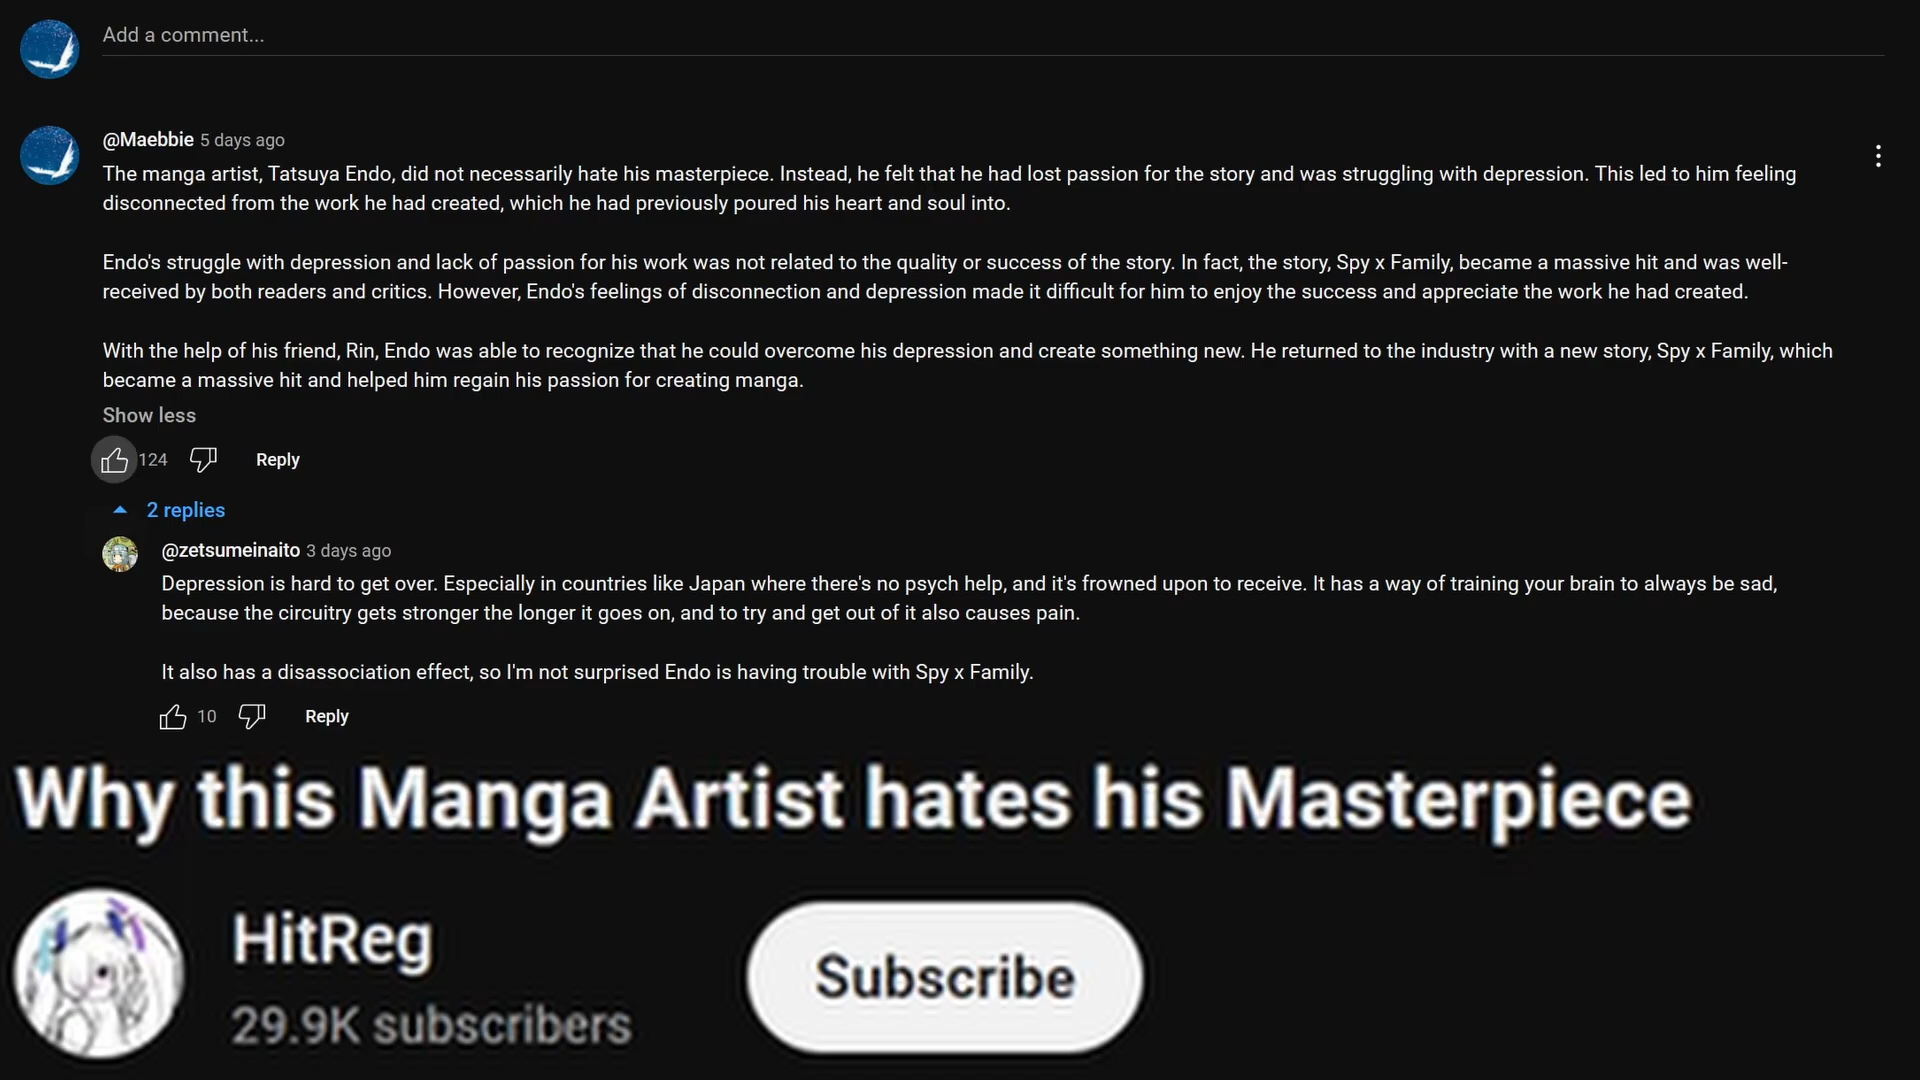 Add a comment...
@Maebbie 5 days ago
The manga artist, Tatsuya Endo, did not necessarily hate his masterpiece. Instead, he felt that he had lost passion for the story and was struggling with depression. This led to him feeling
disconnected from the work he had created, which he had previously poured his heart and soul into.
Endo's struggle with depression and lack of passion for his work was not related to the quality or success of the story. In fact, the story, Spy x Family, became a massive hit and was well-
received by both readers and critics. However, Endo's feelings of disconnection and depression made it difficult for him to enjoy the success and appreciate the work he had created.
With the help of his friend, Rin, Endo was able to recognize that he could overcome his depression and create something new. He returned to the industry with a new story, Spy x Family, which
became a massive hit and helped him regain his passion for creating manga.
Show less
124 Reply
2 replies
@zetsumeinaito 3 days ago
Depression is hard to get over. Especially in countries like Japan where there's no psych help, and it's frowned upon to receive. It has a way of training your brain to always be sad,
because the circuitry gets stronger the longer it goes on, and to try and get out of it also causes pain.
It also has a disassociation effect, so I'm not surprised Endo is having trouble with Spy x Family.
10 Reply
Why this Manga Artist hates his Masterpiece
HitReg
29.9K subscribers
Subscribe